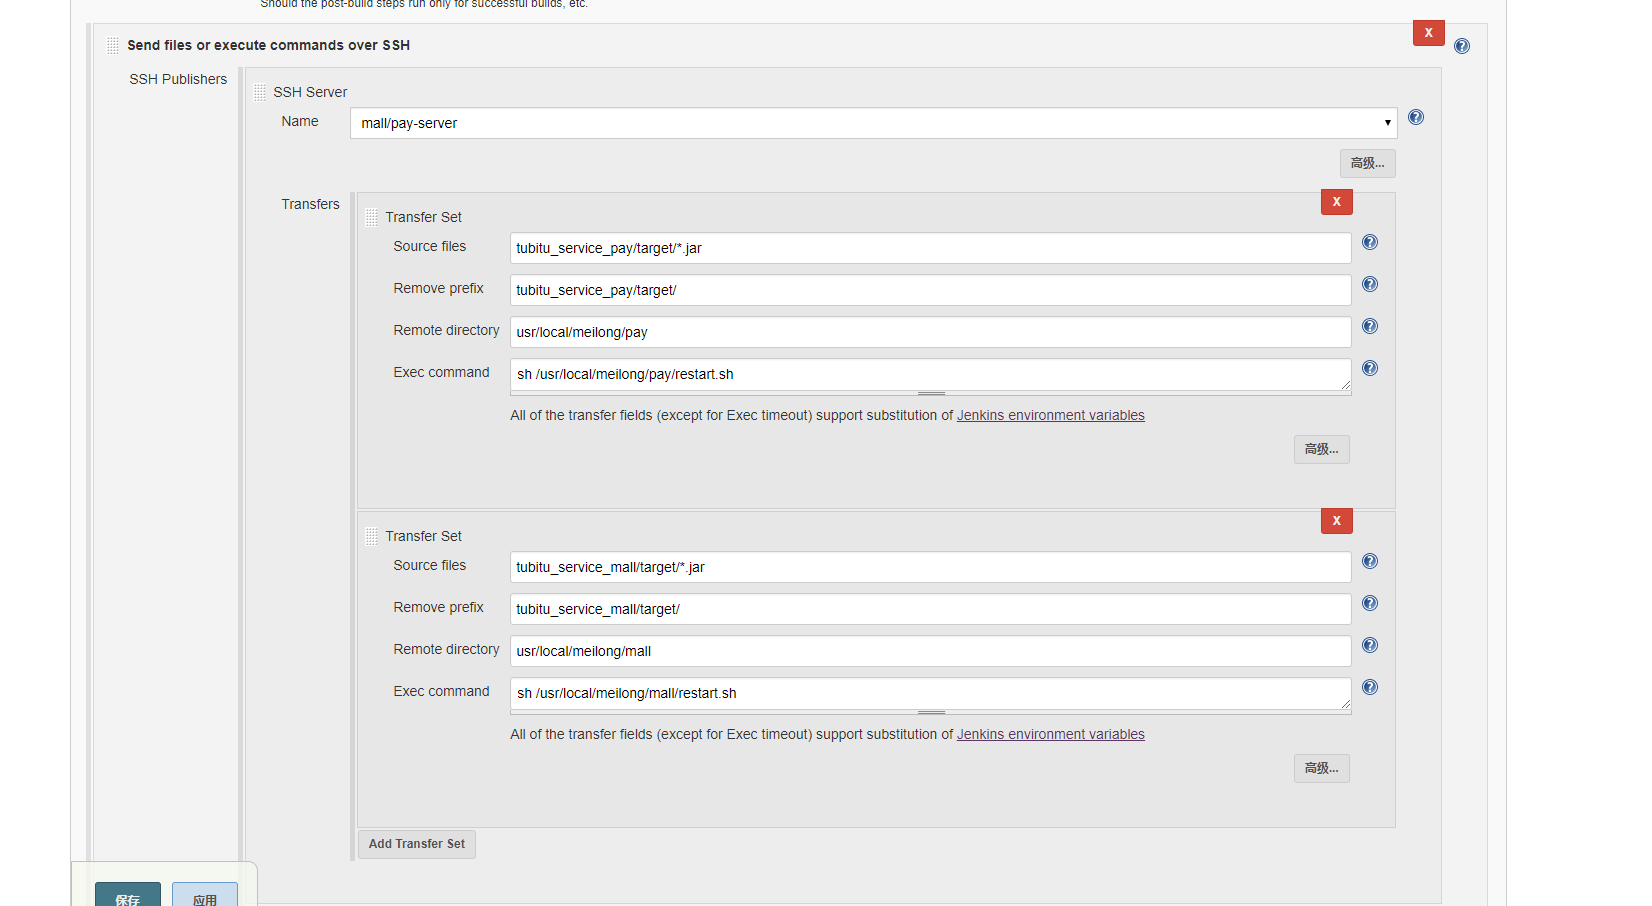 Should the post-build steps run only for successful builds, etc.
Send files or execute commands over SSH
X
SSH Publishers
SSH Server
Name
mall/pay-server
高级...
Transfers
X
Transfer Set
Source files
tubitu_service_pay/target/*.jar
Remove prefix
tubitu_service_pay/target/
Remote directory
usr/local/meilong/pay
Exec command
sh /usr/local/meilong/pay/restart.sh
All of the transfer fields (except for Exec timeout) support substitution of Jenkins environment variables
高级...
X
Transfer Set
Source files
tubitu_service_mall/target/*.jar
Remove prefix
tubitu_service_mall/target/
Remote directory
usr/local/meilong/mall
Exec command
sh /usr/local/meilong/mall/restart.sh
All of the transfer fields (except for Exec timeout) support substitution of Jenkins environment variables
高级...
Add Transfer Set
保存
应用